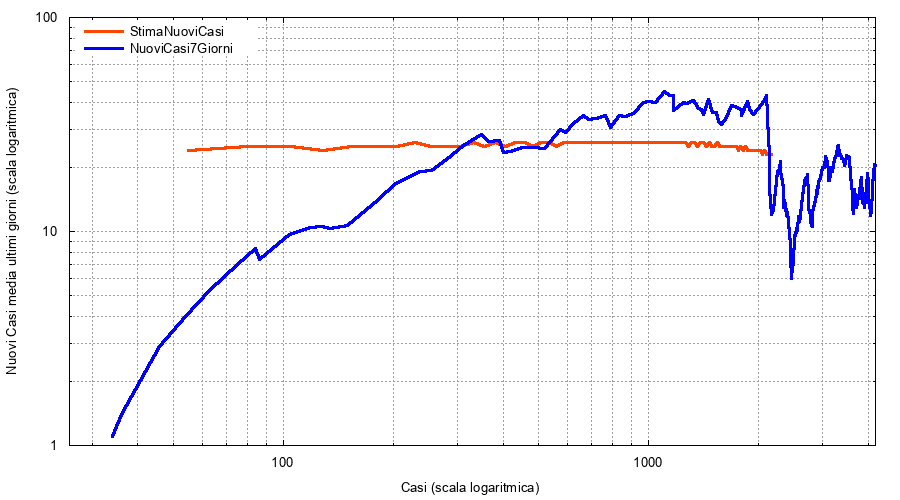 100
StimaNuoviCasi
NuoviCasi7Giorni
10
1
Nuovi Casi media ultimi giorni (scala logaritmica)
100
1000
Casi (scala logaritmica)